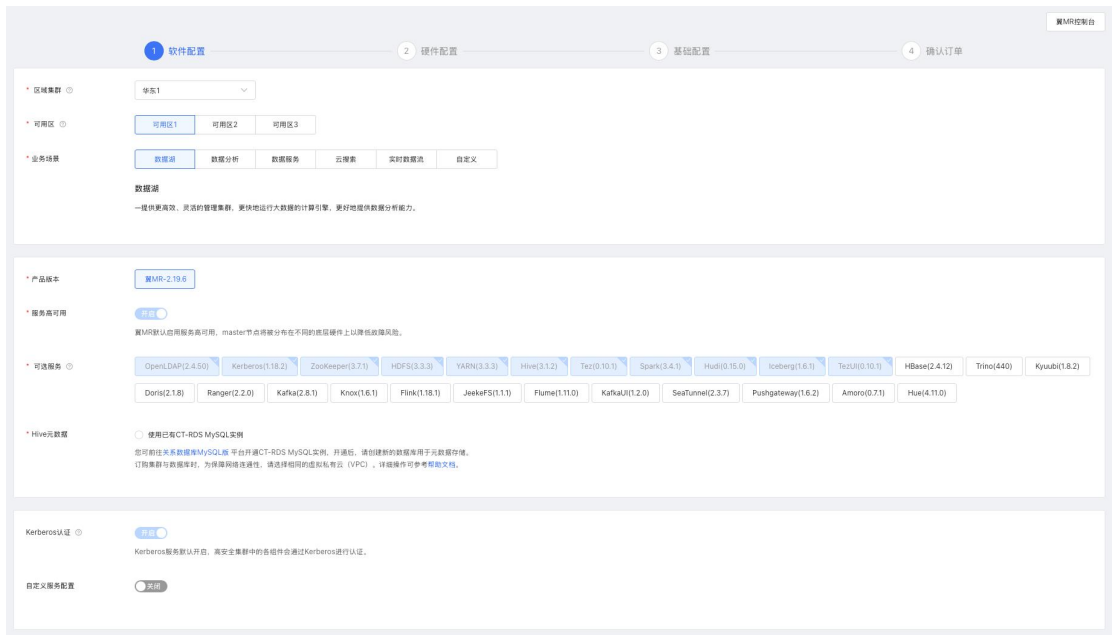 翼MR控制台
1 软件配置
2 硬件配置
3 基础配置
4 确认订单
* 区域集群
华东1
* 可用区
可用区1 可用区2 可用区3
* 业务场景
数据湖 数据分析 数据服务 云搜索 实时数据流 自定义
数据湖
—提供更高效、灵活的管理集群，更快地运行大数据的计算引擎，更好地提供数据分析能力。
* 产品版本
翼MR-2.19.6
* 服务高可用
开启
翼MR默认启用服务高可用，master节点将被分布在不同的底层硬件上以降低故障风险。
* 可选服务
OpenLDAP(2.4.50) Kerberos(1.18.2) ZooKeeper(3.7.1) HDFS(3.3.3) YARN(3.3.3) Hive(3.1.2) Tez(0.10.1) Spark(3.4.1) Hudi(0.15.0) Iceberg(1.6.1) TezUI(0.10.1) HBase(2.4.12) Trino(440) Kyuubi(1.8.2)
Doris(2.1.8) Ranger(2.2.0) Kafka(2.8.1) Knox(1.6.1) Flink(1.18.1) JeekeFS(1.1.1) Flume(1.11.0) KafkaUI(1.2.0) SeaTunnel(2.3.7) Pushgateway(1.6.2) Amoro(0.7.1) Hue(4.11.0)
* Hive元数据
使用已有CT-RDS MySQL实例
您可前往关系数据库MySQL版 平台开通CT-RDS MySQL实例，开通后，请创建新的数据库用于元数据存储。
订购集群与数据库时，为保障网络连通性，请选择相同的虚拟私有云（VPC）。详细操作可参考帮助文档。
Kerberos认证
开启
Kerberos服务默认开启，高安全集群中的各组件会通过Kerberos进行认证。
自定义服务配置
关闭